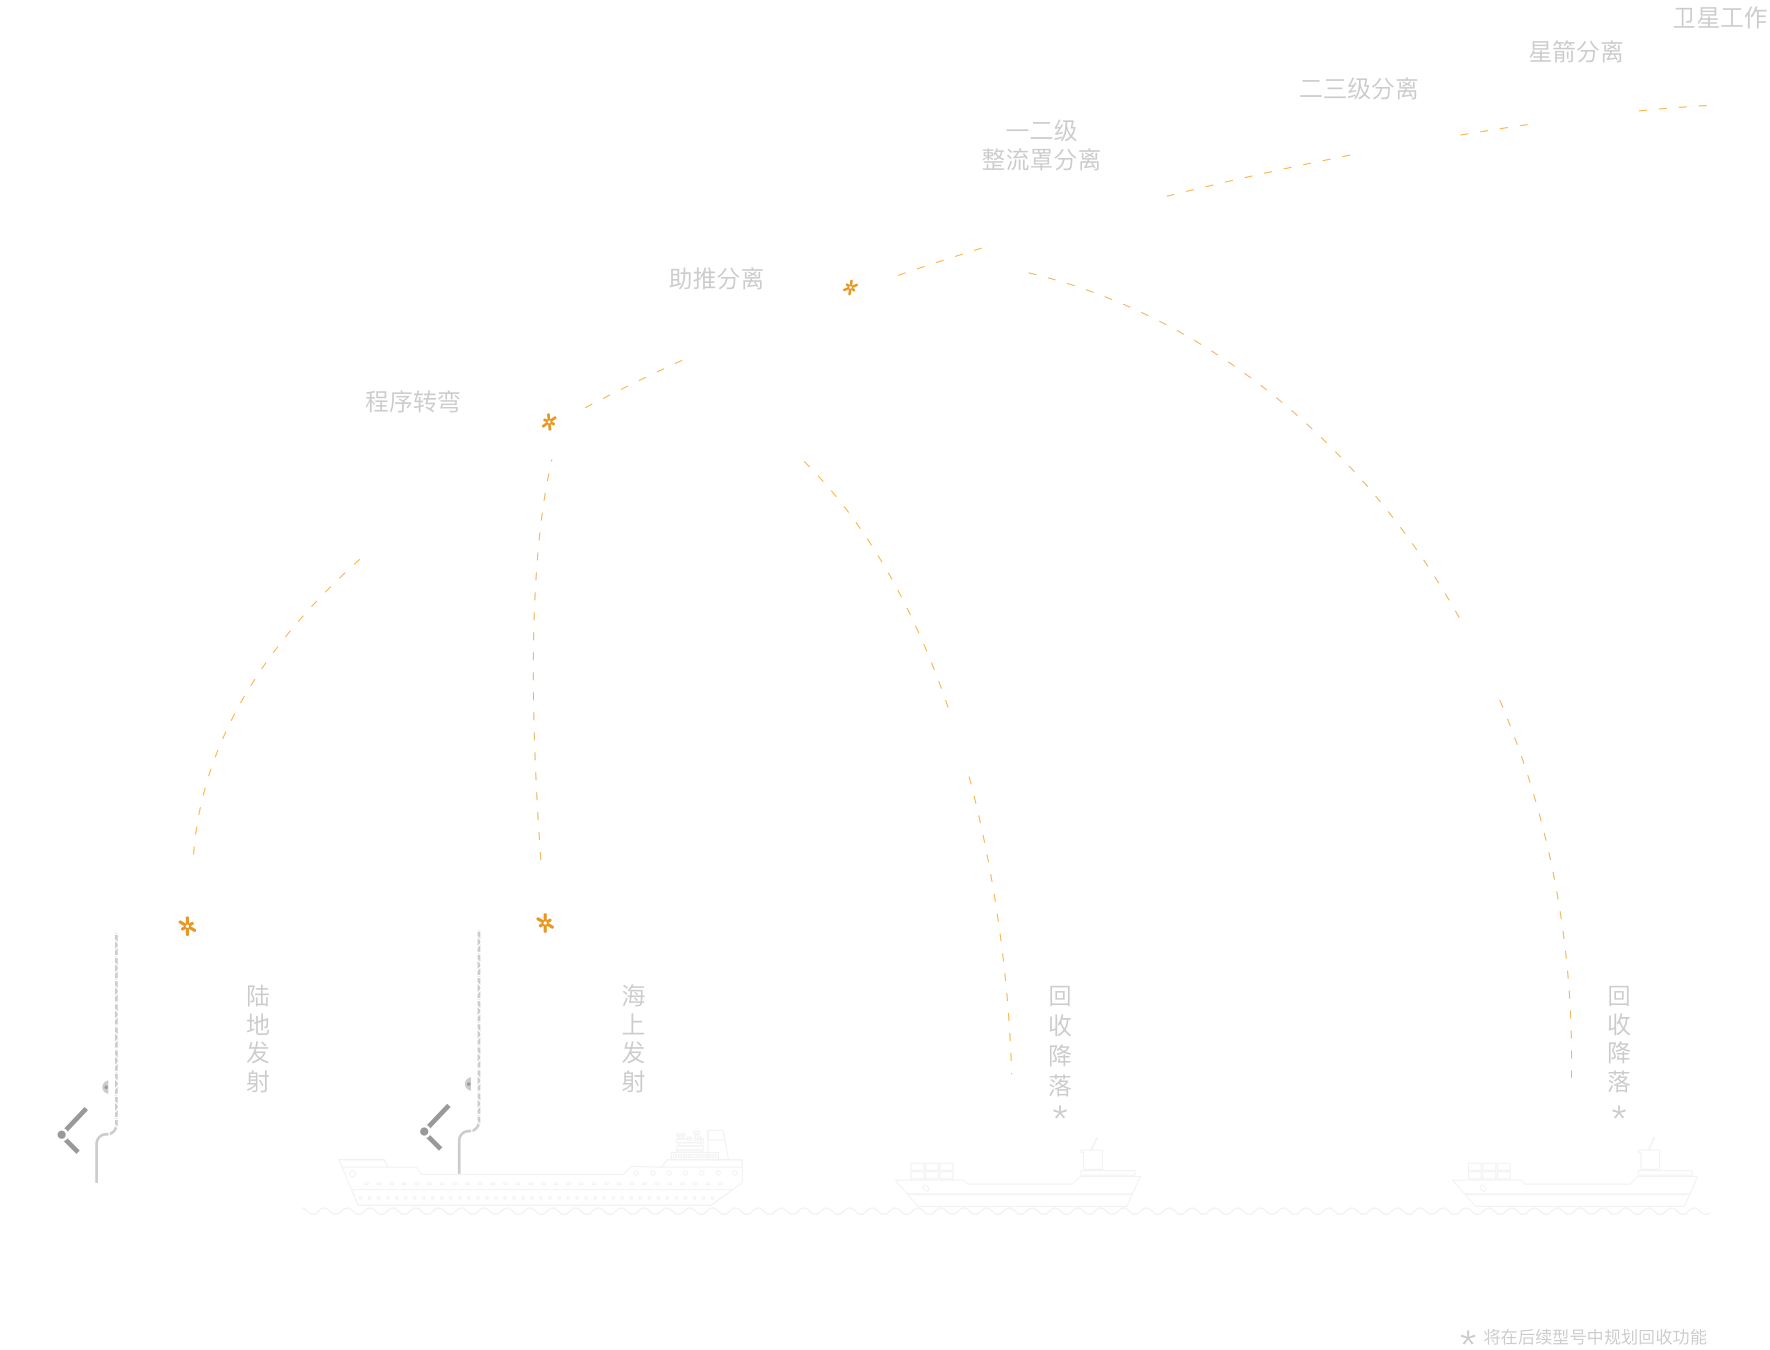 卫星工作
星箭分离
二三级分离
一二级
整流罩分离
助推分离
程序转弯
陆地发射
海上发射
回收降落*
回收降落*
* 将在后续型号中规划回收功能